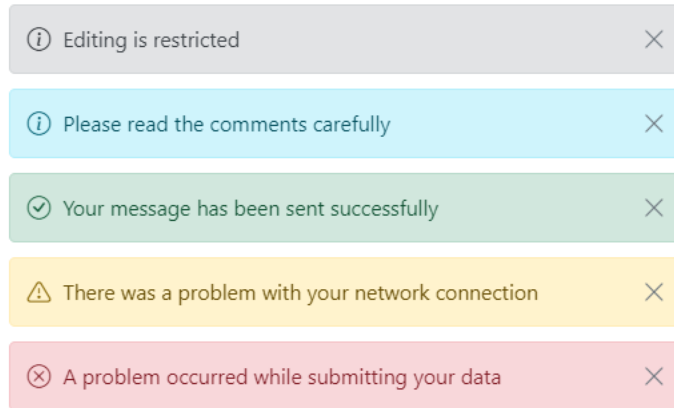 Editing is restricted
Please read the comments carefully
Your message has been sent successfully
There was a problem with your network connection
A problem occurred while submitting your data